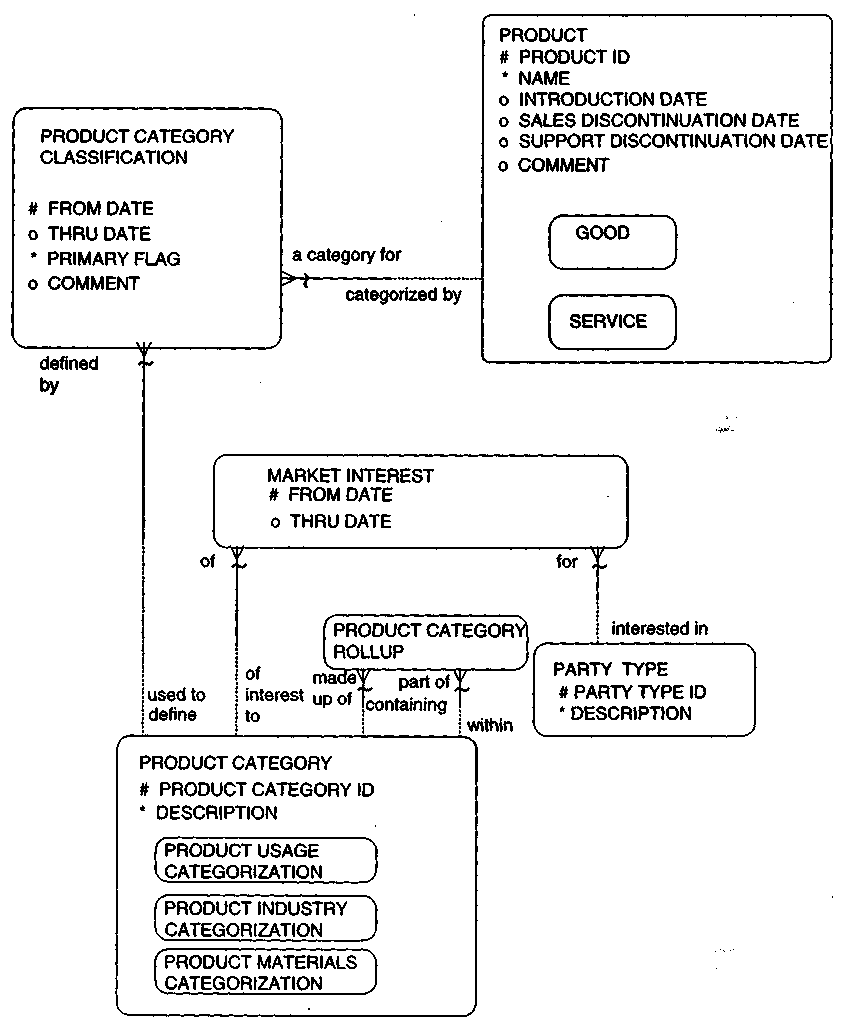 PRODUCT
# PRODUCT ID
* NAME
o INTRODUCTION DATE
o SALES DISCONTINUATION DATE
o SUPPORT DISCONTINUATION DATE
o COMMENT
GOOD
SERVICE
PRODUCT CATEGORY
CLASSIFICATION
# FROM DATE
o THRU DATE
* PRIMARY FLAG
o COMMENT
a category for
categorized by
defined
by
MARKET INTEREST
# FROM DATE
o THRU DATE
of
for
interested in
PRODUCT CATEGORY
ROLLUP
PARTY TYPE
# PARTY TYPE ID
* DESCRIPTION
made
up of
part of
containing
within
of
interest
to
used to
define
PRODUCT CATEGORY
# PRODUCT CATEGORY ID
* DESCRIPTION
PRODUCT USAGE
CATEGORIZATION
PRODUCT INDUSTRY
CATEGORIZATION
PRODUCT MATERIALS
CATEGORIZATION